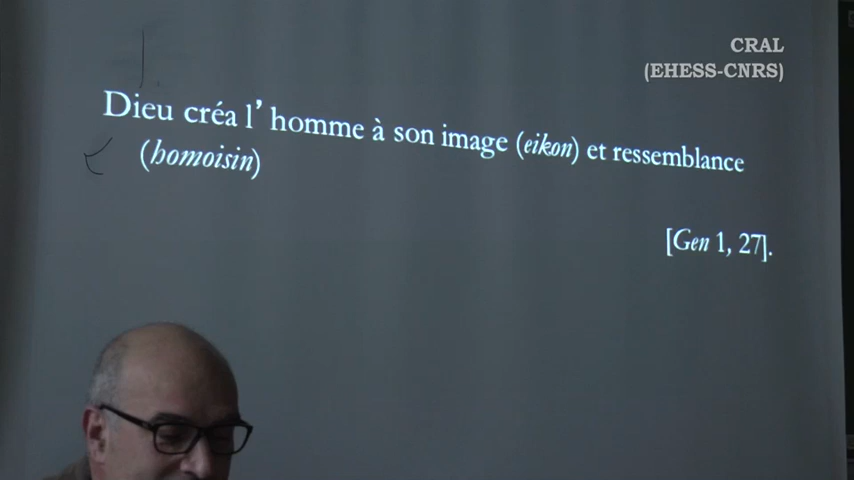 CRAL
(EHESS-CNRS)
Dieu créa l’homme à son image (eikon) et ressemblance
(homoisin)
[Gen 1, 27].